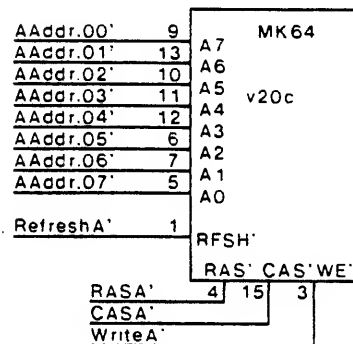 MK64
AAddr.00' 9 A7
AAddr.01' 13 A6
AAddr.02' 10 A5
AAddr.03' 11 A4
AAddr.04' 12 A3
AAddr.05' 6 A2
AAddr.06' 7 A1
AAddr.07' 5 A0
v20c
RefreshA' 1 RFSH'
RAS' CAS' WE'
RASA' 4 15 3
CASA'
WriteA'